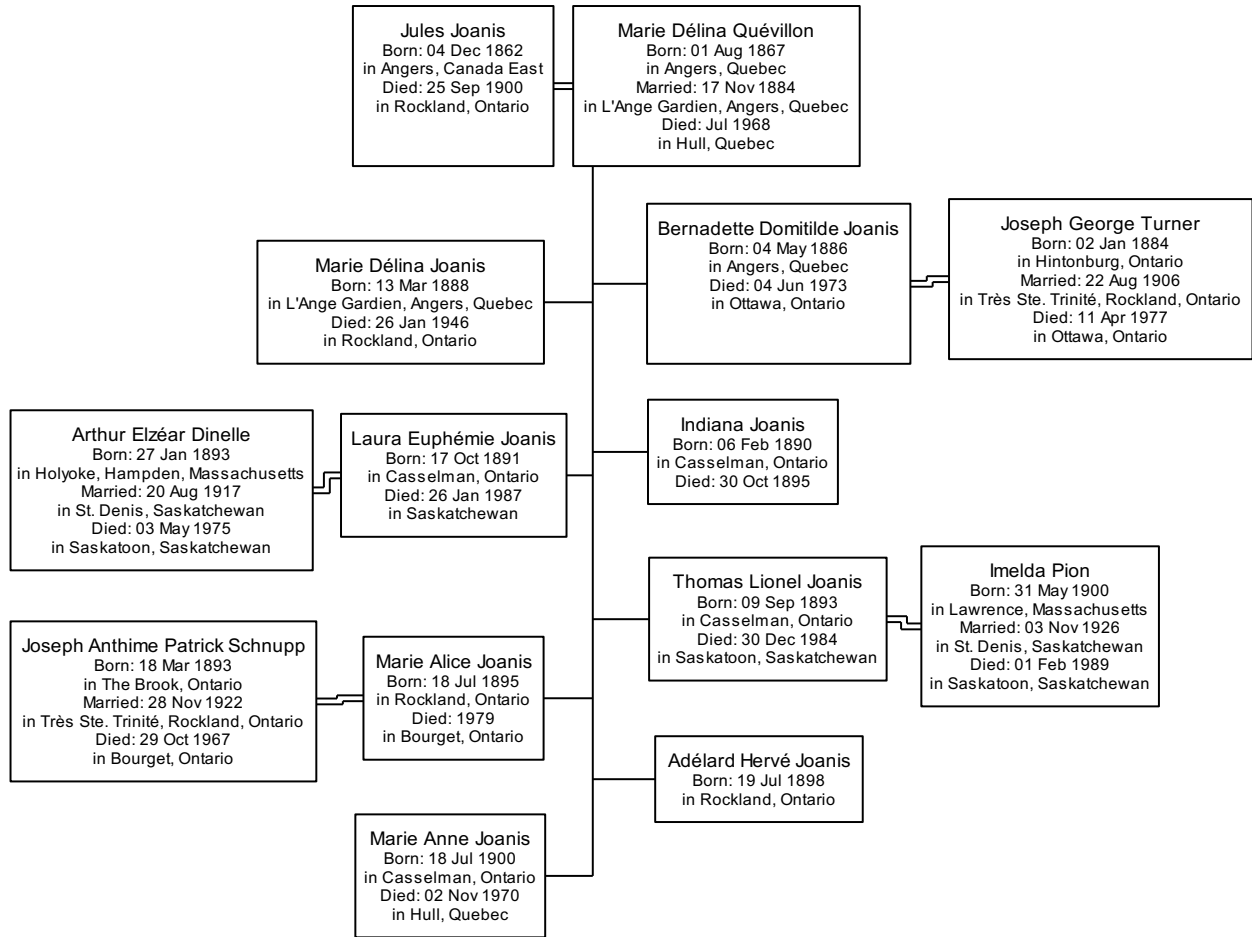 Jules Joanis
Born: 04 Dec 1862
in Angers, Canada East
Died: 25 Sep 1900
in Rockland, Ontario
Marie Délina Quévillon
Born: 01 Aug 1867
in Angers, Quebec
Married: 17 Nov 1884
in L'Ange Gardien, Angers, Quebec
Died: Jul 1968
in Hull, Quebec
Bernadette Domitilde Joanis
Born: 04 May 1886
in Angers, Quebec
Died: 04 Jun 1973
in Ottawa, Ontario
Joseph George Turner
Born: 02 Jan 1884
in Hintonburg, Ontario
Married: 22 Aug 1906
in Très Ste. Trinité, Rockland, Ontario
Died: 11 Apr 1977
in Ottawa, Ontario
Marie Délina Joanis
Born: 13 Mar 1888
in L'Ange Gardien, Angers, Quebec
Died: 26 Jan 1946
in Rockland, Ontario
Indiana Joanis
Born: 06 Feb 1890
in Casselman, Ontario
Died: 30 Oct 1895
Arthur Elzéar Dinelle
Born: 27 Jan 1893
in Holyoke, Hampden, Massachusetts
Married: 20 Aug 1917
in St. Denis, Saskatchewan
Died: 03 May 1975
in Saskatoon, Saskatchewan
Laura Euphémie Joanis
Born: 17 Oct 1891
in Casselman, Ontario
Died: 26 Jan 1987
in Saskatchewan
Thomas Lionel Joanis
Born: 09 Sep 1893
in Casselman, Ontario
Died: 30 Dec 1984
in Saskatoon, Saskatchewan
Imelda Pion
Born: 31 May 1900
in Lawrence, Massachusetts
Married: 03 Nov 1926
in St. Denis, Saskatchewan
Died: 01 Feb 1989
in Saskatoon, Saskatchewan
Joseph Anthime Patrick Schnupp
Born: 18 Mar 1893
in The Brook, Ontario
Married: 28 Nov 1922
in Très Ste. Trinité, Rockland, Ontario
Died: 29 Oct 1967
in Bourget, Ontario
Marie Alice Joanis
Born: 18 Jul 1895
in Rockland, Ontario
Died: 1979
in Bourget, Ontario
Adélard Hervé Joanis
Born: 19 Jul 1898
in Rockland, Ontario
Marie Anne Joanis
Born: 18 Jul 1900
in Casselman, Ontario
Died: 02 Nov 1970
in Hull, Quebec